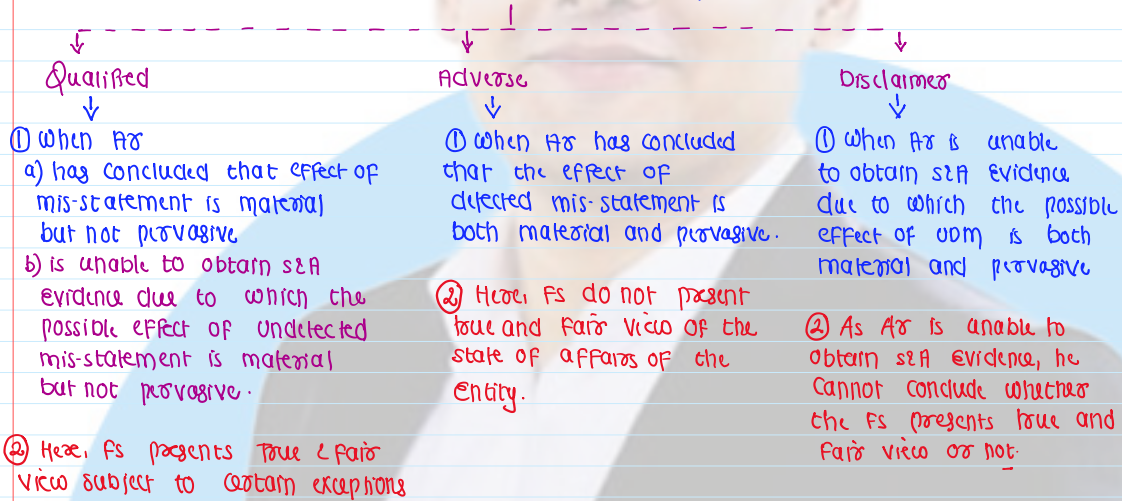 Qualified
① When Ar
a) has concluded that effect of
mis-statement is material
but not pervasive
b) is unable to obtain S&A
evidence due to which the
possible effect of undetected
mis-statement is material
but not pervasive.
② Here, FS presents True & Fair
view subject to certain exceptions
Adverse
① When Ar has concluded
that the effect of
detected mis-statement is
both material and pervasive.
② Here, FS do not present
true and fair view of the
state of affairs of the
entity.
Disclaimer
① When Ar is unable
to obtain S&A Evidence
due to which the possible
effect of UDM is both
material and pervasive
② As Ar is unable to
obtain S&A Evidence, he
cannot conclude whether
the FS presents true and
Fair view or not.